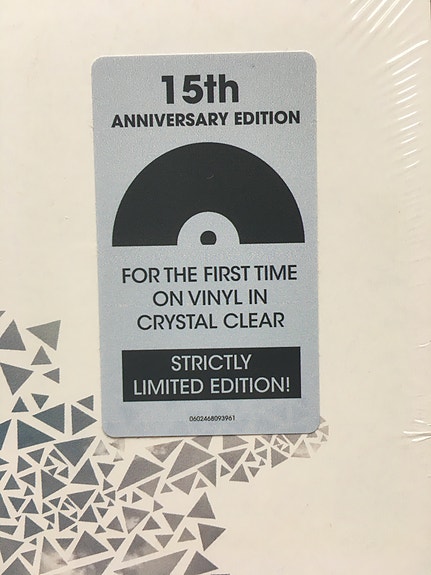 15th
ANNIVERSARY EDITION
FOR THE FIRST TIME
ON VINYL IN
CRYSTAL CLEAR
STRICTLY
LIMITED EDITION!
0602468093961